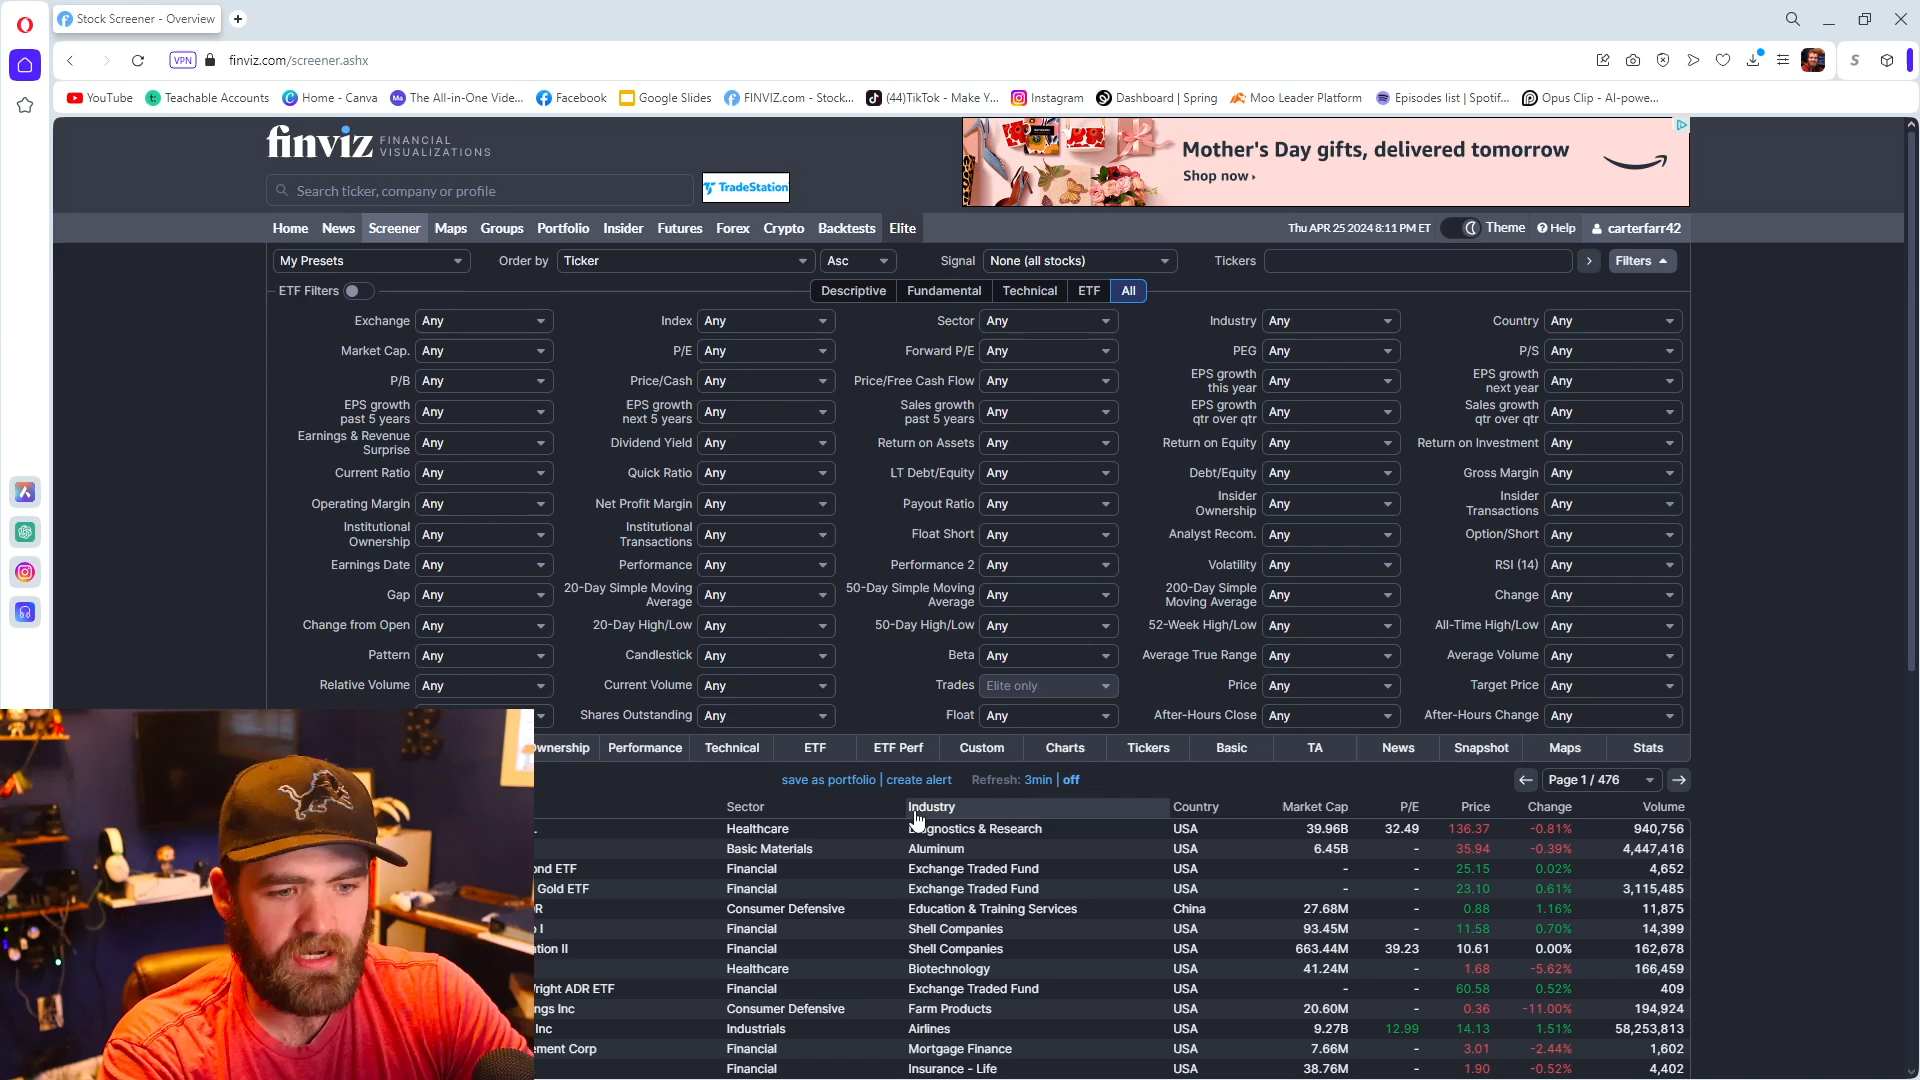 Stock Screener - Overview
VPN finviz.com/screener.ashx
YouTube Teachable Accounts Home - Canva The All-in-One Vide... Facebook Google Slides FINVIZ.com - Stock... (44)TikTok - Make Y... Instagram Dashboard | Spring Moo Leader Platform Episodes list | Spotif... Opus Clip - AI-powe...
finviz FINANCIAL VISUALIZATIONS
Mother's Day gifts, delivered tomorrow
Shop now
Search ticker, company or profile TradeStation
Home News Screener Maps Groups Portfolio Insider Futures Forex Crypto Backtests Elite Thu APR 25 2024 8:11 PM ET Theme Help carterfarr42
My Presets Order by Ticker Asc Signal None (all stocks) Tickers > Filters
ETF Filters Descriptive Fundamental Technical ETF All
Exchange Any Index Any Sector Any Industry Any Country Any
Market Cap. Any P/E Any Forward P/E Any PEG Any P/S Any
P/B Any Price/Cash Any Price/Free Cash Flow Any EPS growth this year Any EPS growth next year Any
EPS growth past 5 years Any EPS growth next 5 years Any Sales growth past 5 years Any EPS growth qtr over qtr Any Sales growth qtr over qtr Any
Earnings & Revenue Surprise Any Dividend Yield Any Return on Assets Any Return on Equity Any Return on Investment Any
Current Ratio Any Quick Ratio Any LT Debt/Equity Any Debt/Equity Any Gross Margin Any
Operating Margin Any Net Profit Margin Any Payout Ratio Any Insider Ownership Any Insider Transactions Any
Institutional Ownership Any Institutional Transactions Any Float Short Any Analyst Recom. Any Option/Short Any
Earnings Date Any Performance Any Performance 2 Any Volatility Any RSI (14) Any
Gap Any 20-Day Simple Moving Average Any 50-Day Simple Moving Average Any 200-Day Simple Moving Average Any Change Any
Change from Open Any 20-Day High/Low Any 50-Day High/Low Any 52-Week High/Low Any All-Time High/Low Any
Pattern Any Candlestick Any Beta Any Average True Range Any Average Volume Any
Relative Volume Any Current Volume Any Trades Elite only Price Any Target Price Any
Shares Outstanding Any Float Any After-Hours Close Any After-Hours Change Any
wnership Performance Technical ETF ETF Perf Custom Charts Tickers Basic TA News Snapshot Maps Stats
save as portfolio | create alert Refresh: 3min | off Page 1 / 476
Sector Industry Country Market Cap P/E Price Change Volume
Healthcare gnostics & Research USA 39.96B 32.49 136.37 -0.81% 940,756
Basic Materials Aluminum USA 6.45B - 35.94 -0.39% 4,447,416
ond ETF Financial Exchange Traded Fund USA - - 25.15 0.02% 4,652
Gold ETF Financial Exchange Traded Fund USA - - 23.10 0.61% 3,115,485
R Consumer Defensive Education & Training Services China 27.68M - 0.88 1.16% 11,875
I Financial Shell Companies USA 93.45M - 11.58 0.70% 14,399
ation II Financial Shell Companies USA 663.44M 39.23 10.61 0.00% 162,678
Healthcare Biotechnology USA 41.24M - 1.68 -5.62% 166,459
right ADR ETF Financial Exchange Traded Fund USA - - 60.58 0.52% 409
ngs Inc Consumer Defensive Farm Products USA 20.60M - 0.36 -11.00% 194,924
Inc Industrials Airlines USA 9.27B 12.99 14.13 1.51% 58,253,813
ement Corp Financial Mortgage Finance USA 7.66M - 3.01 -2.44% 1,602
Financial Insurance - Life USA 38.76M - 1.90 -0.52% 4,402